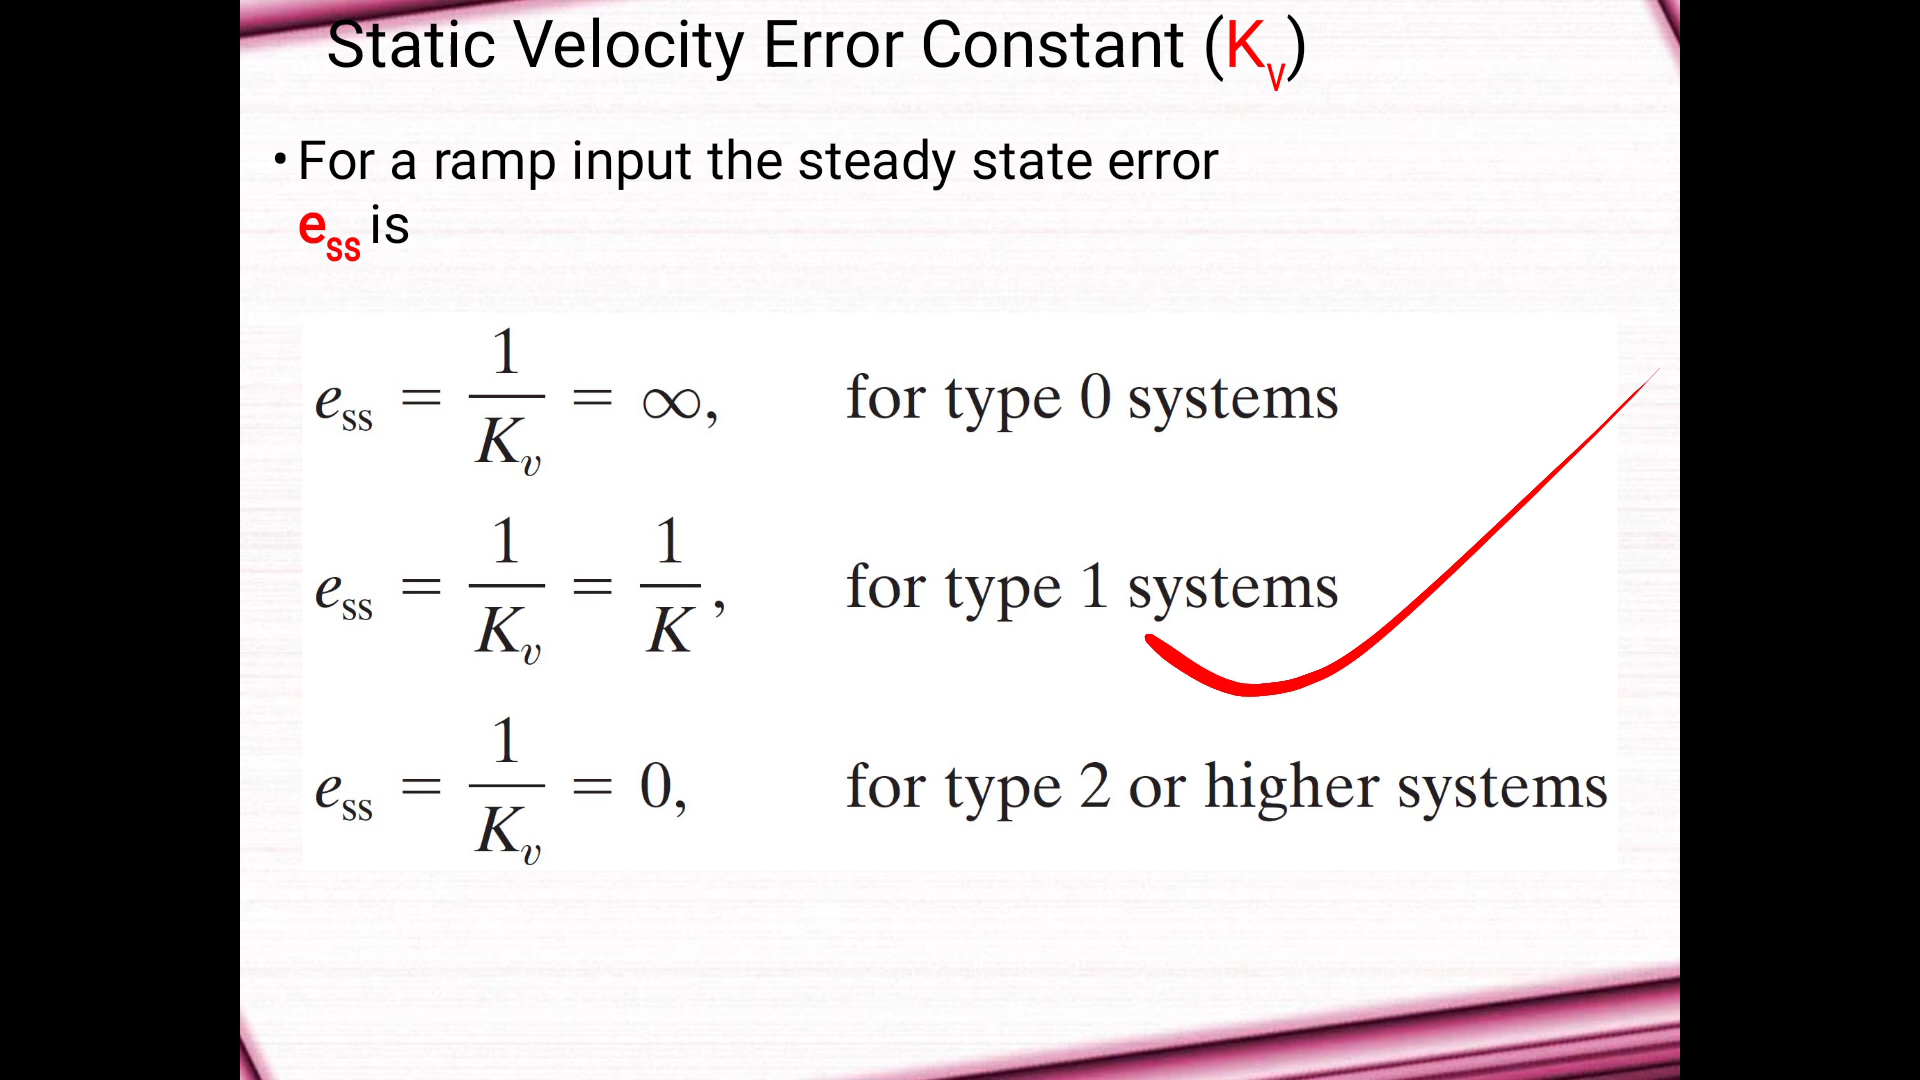 Static Velocity Error Constant (Kv)
• For a ramp input the steady state error
ess is
ess = 1/Kv = ∞, for type 0 systems
ess = 1/Kv = 1/K, for type 1 systems
ess = 1/Kv = 0, for type 2 or higher systems